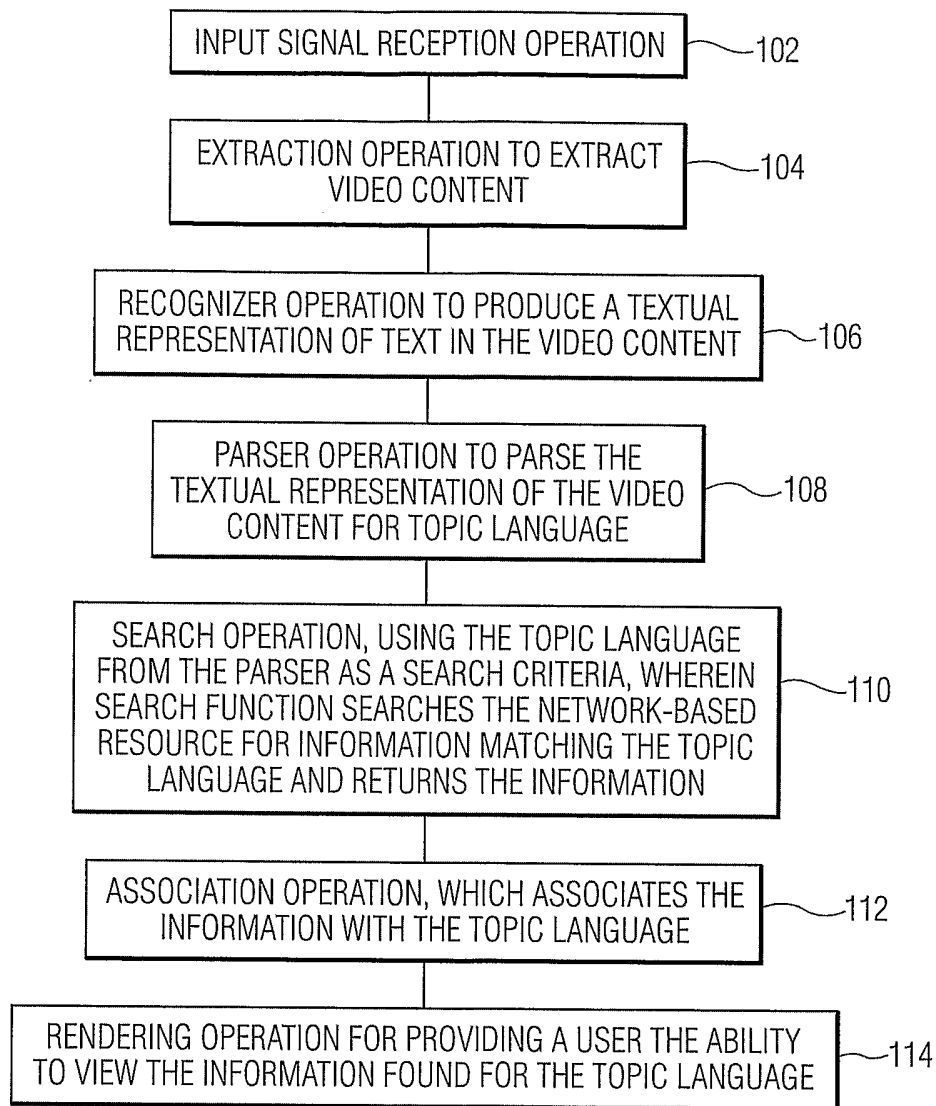 INPUT SIGNAL RECEPTION OPERATION
102
EXTRACTION OPERATION TO EXTRACT
VIDEO CONTENT
104
RECOGNIZER OPERATION TO PRODUCE A TEXTUAL
REPRESENTATION OF TEXT IN THE VIDEO CONTENT
106
PARSER OPERATION TO PARSE THE
TEXTUAL REPRESENTATION OF THE VIDEO
CONTENT FOR TOPIC LANGUAGE
108
SEARCH OPERATION, USING THE TOPIC LANGUAGE
FROM THE PARSER AS A SEARCH CRITERIA, WHEREIN
SEARCH FUNCTION SEARCHES THE NETWORK-BASED
RESOURCE FOR INFORMATION MATCHING THE TOPIC
LANGUAGE AND RETURNS THE INFORMATION
110
ASSOCIATION OPERATION, WHICH ASSOCIATES THE
INFORMATION WITH THE TOPIC LANGUAGE
112
RENDERING OPERATION FOR PROVIDING A USER THE ABILITY
TO VIEW THE INFORMATION FOUND FOR THE TOPIC LANGUAGE
114